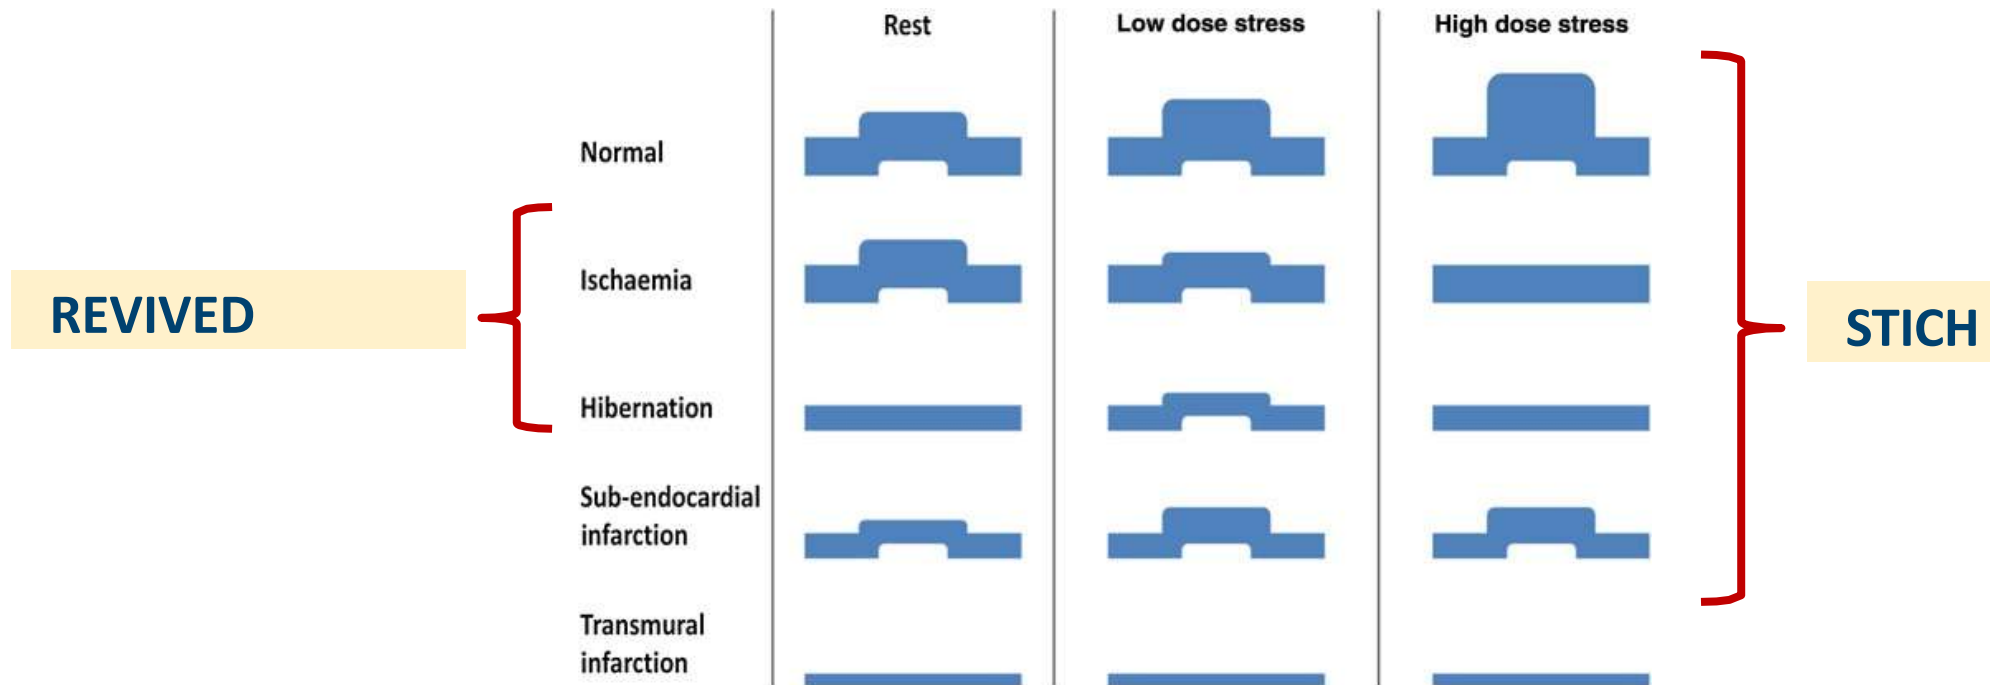 Rest
Low dose stress
High dose stress
Normal
Ischaemia
REVIVED
STICH
Hibernation
Sub-endocardial
infarction
Transmural
infarction